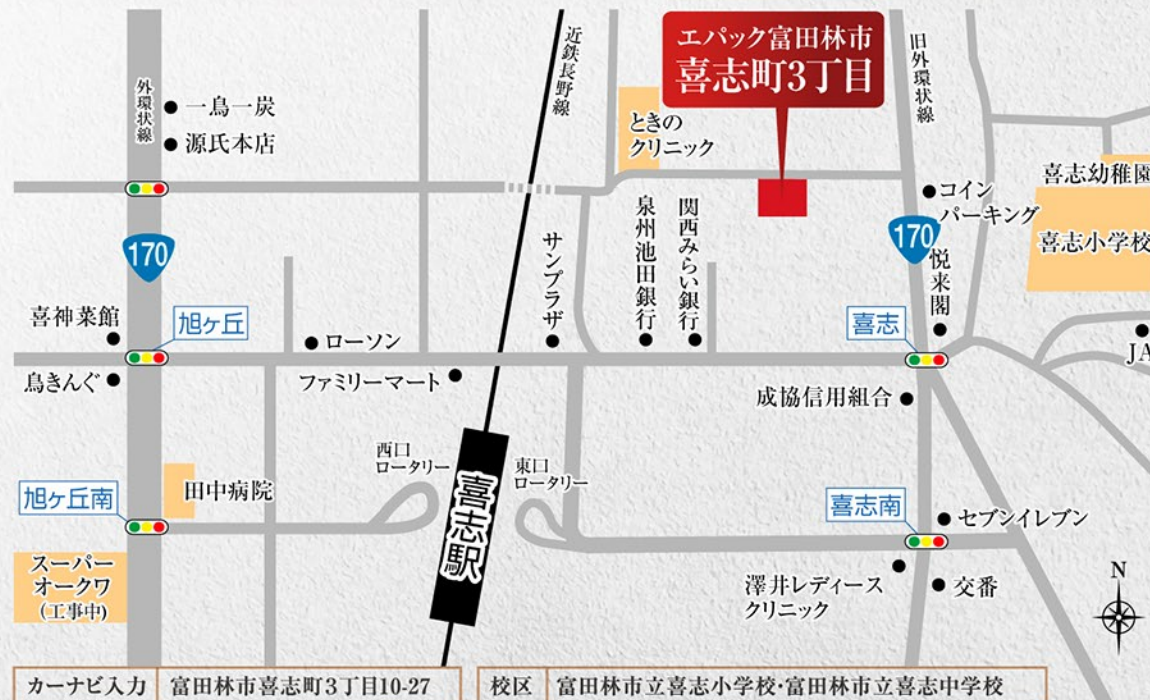 エパック富田林市
喜志町3丁目
近鉄長野線
旧外環状線
外環状線
一鳥一炭
源氏本店
ときの
クリニック
喜志幼稚園
コイン
パーキング
喜志小学校
170
170
泉州池田銀行
関西みらい銀行
サンプラザ
悦来閣
喜神菜館
旭ヶ丘
ローソン
喜志
JA
鳥きんぐ
ファミリーマート
成協信用組合
西口
ロータリー
東口
ロータリー
喜志駅
旭ヶ丘南
田中病院
喜志南
セブンイレブン
スーパー
オークワ
(工事中)
澤井レディース
クリニック
交番
N
カーナビ入力 富田林市喜志町3丁目10-27
校区 富田林市立喜志小学校・富田林市立喜志中学校